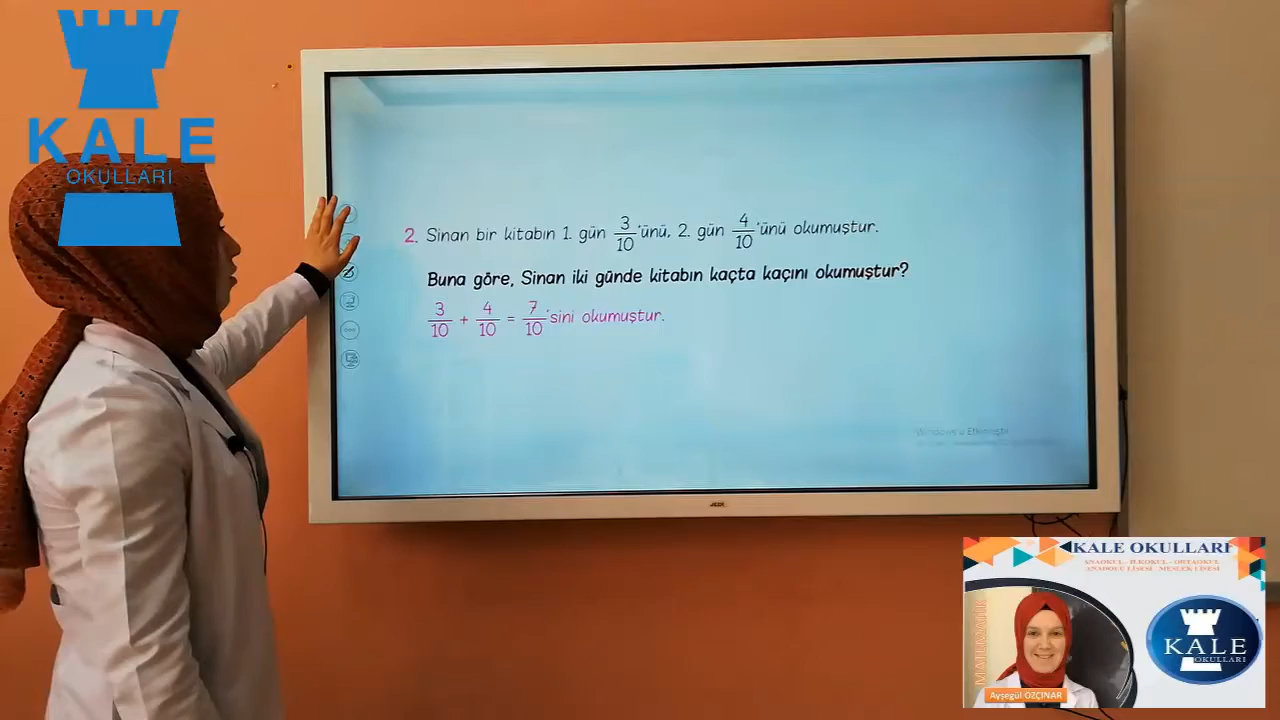 KALE
OKULLARI
2. Sinan bir kitabın 1. gün 3/10'ünü, 2. gün 4/10'ünü okumuştur.
Buna göre, Sinan iki günde kitabın kaçta kaçını okumuştur?
3/10 + 4/10 = 7/10'sini okumuştur.
Windows'u Etkinleştir
KALE OKULLARI
ANAOKUL - İLKOKUL - ORTAOKUL
ANADOLU LİSESİ - MESLEK LİSESİ
MATEMATİK
KALE
OKULLARI
Ayşegül ÖZÇINAR